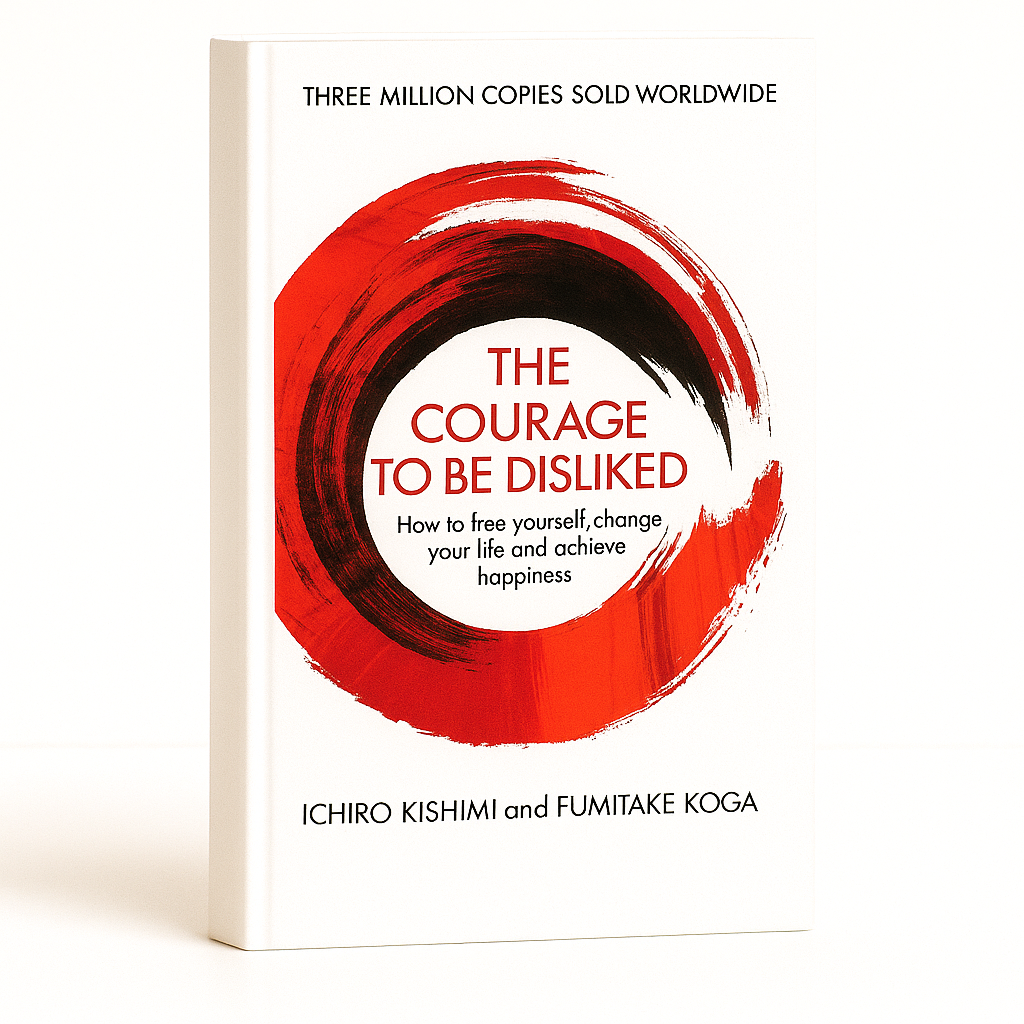 THREE MILLION COPIES SOLD WORLDWIDE
THE
COURAGE
TO BE DISLIKED
How to free yourself, change
your life and achieve
happiness
ICHIRO KISHIMI and FUMITAKE KOGA